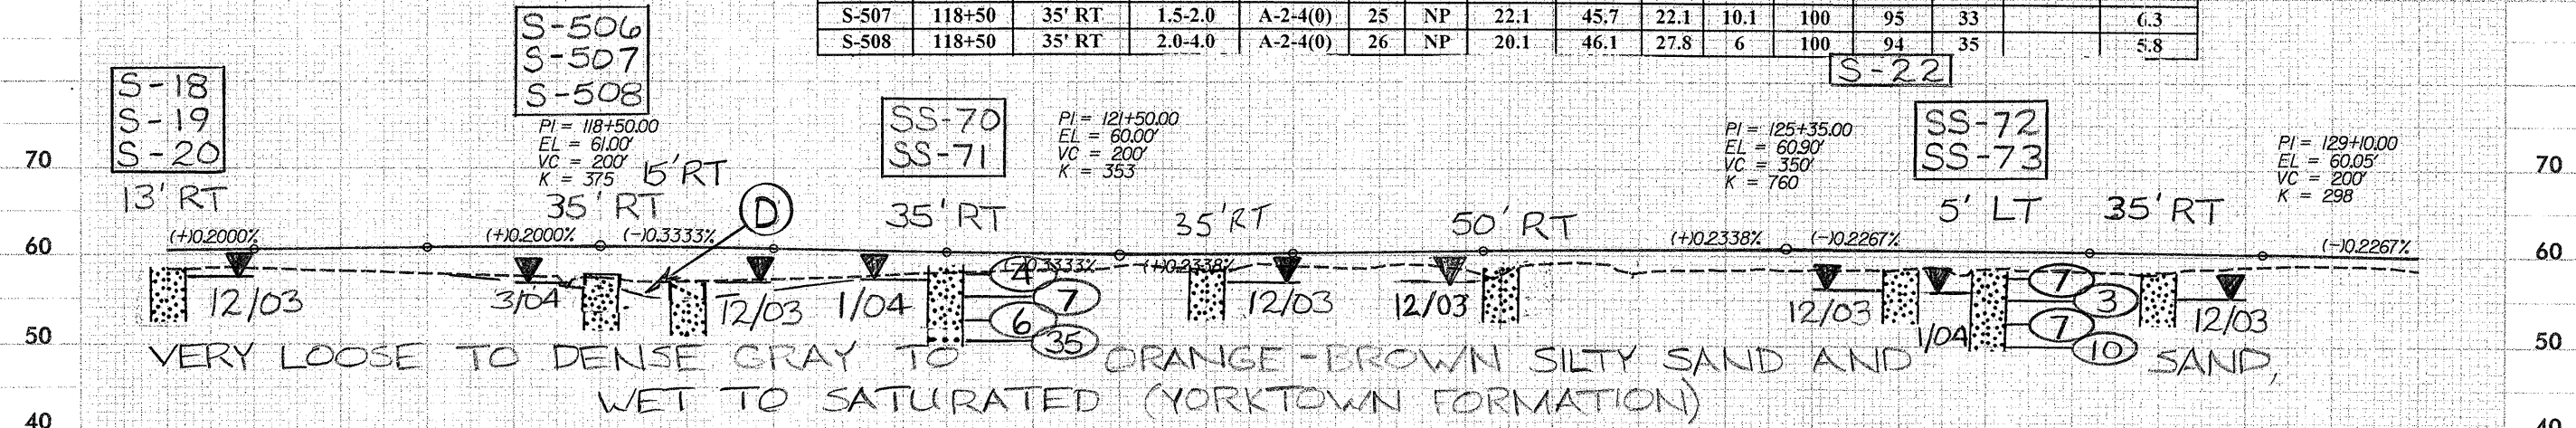 S-507 118+50 35' RT 1.5-2.0 A-2-4(0) 25 NP 22.1 45.7 22.1 10.1 100 95 33 6.3
S-508 118+50 35' RT 2.0-4.0 A-2-4(0) 26 NP 20.1 46.1 27.8 6 100 94 35 5.8
S-506
S-507
S-508
S-22
S-18
S-19
S-20
13' RT
PI = 118+50.00
EL = 61.00'
VC = 200'
K = 375
15' RT
35' RT
D
SS-70
SS-71
35' RT
PI = 121+50.00
EL = 60.00'
VC = 200'
K = 353
35' RT
50' RT
PI = 125+35.00
EL = 60.90'
VC = 350'
K = 760
SS-72
SS-73
5' LT
35' RT
PI = 129+10.00
EL = 60.05'
VC = 200'
K = 298
70 70
(+)0.2000% (+)0.2000% (-)0.3333% (+)0.2338% (-)0.2267% (-)0.2267%
60 60
(-)0.3333% (+)0.2338%
12/03 3/04 12/03 1/04 12/03 12/03 12/03 1/04 12/03
4
7
6
35
7
3
7
10
50 50
VERY LOOSE TO DENSE GRAY TO ORANGE-BROWN SILTY SAND AND SAND,
WET TO SATURATED (YORKTOWN FORMATION)
40 40